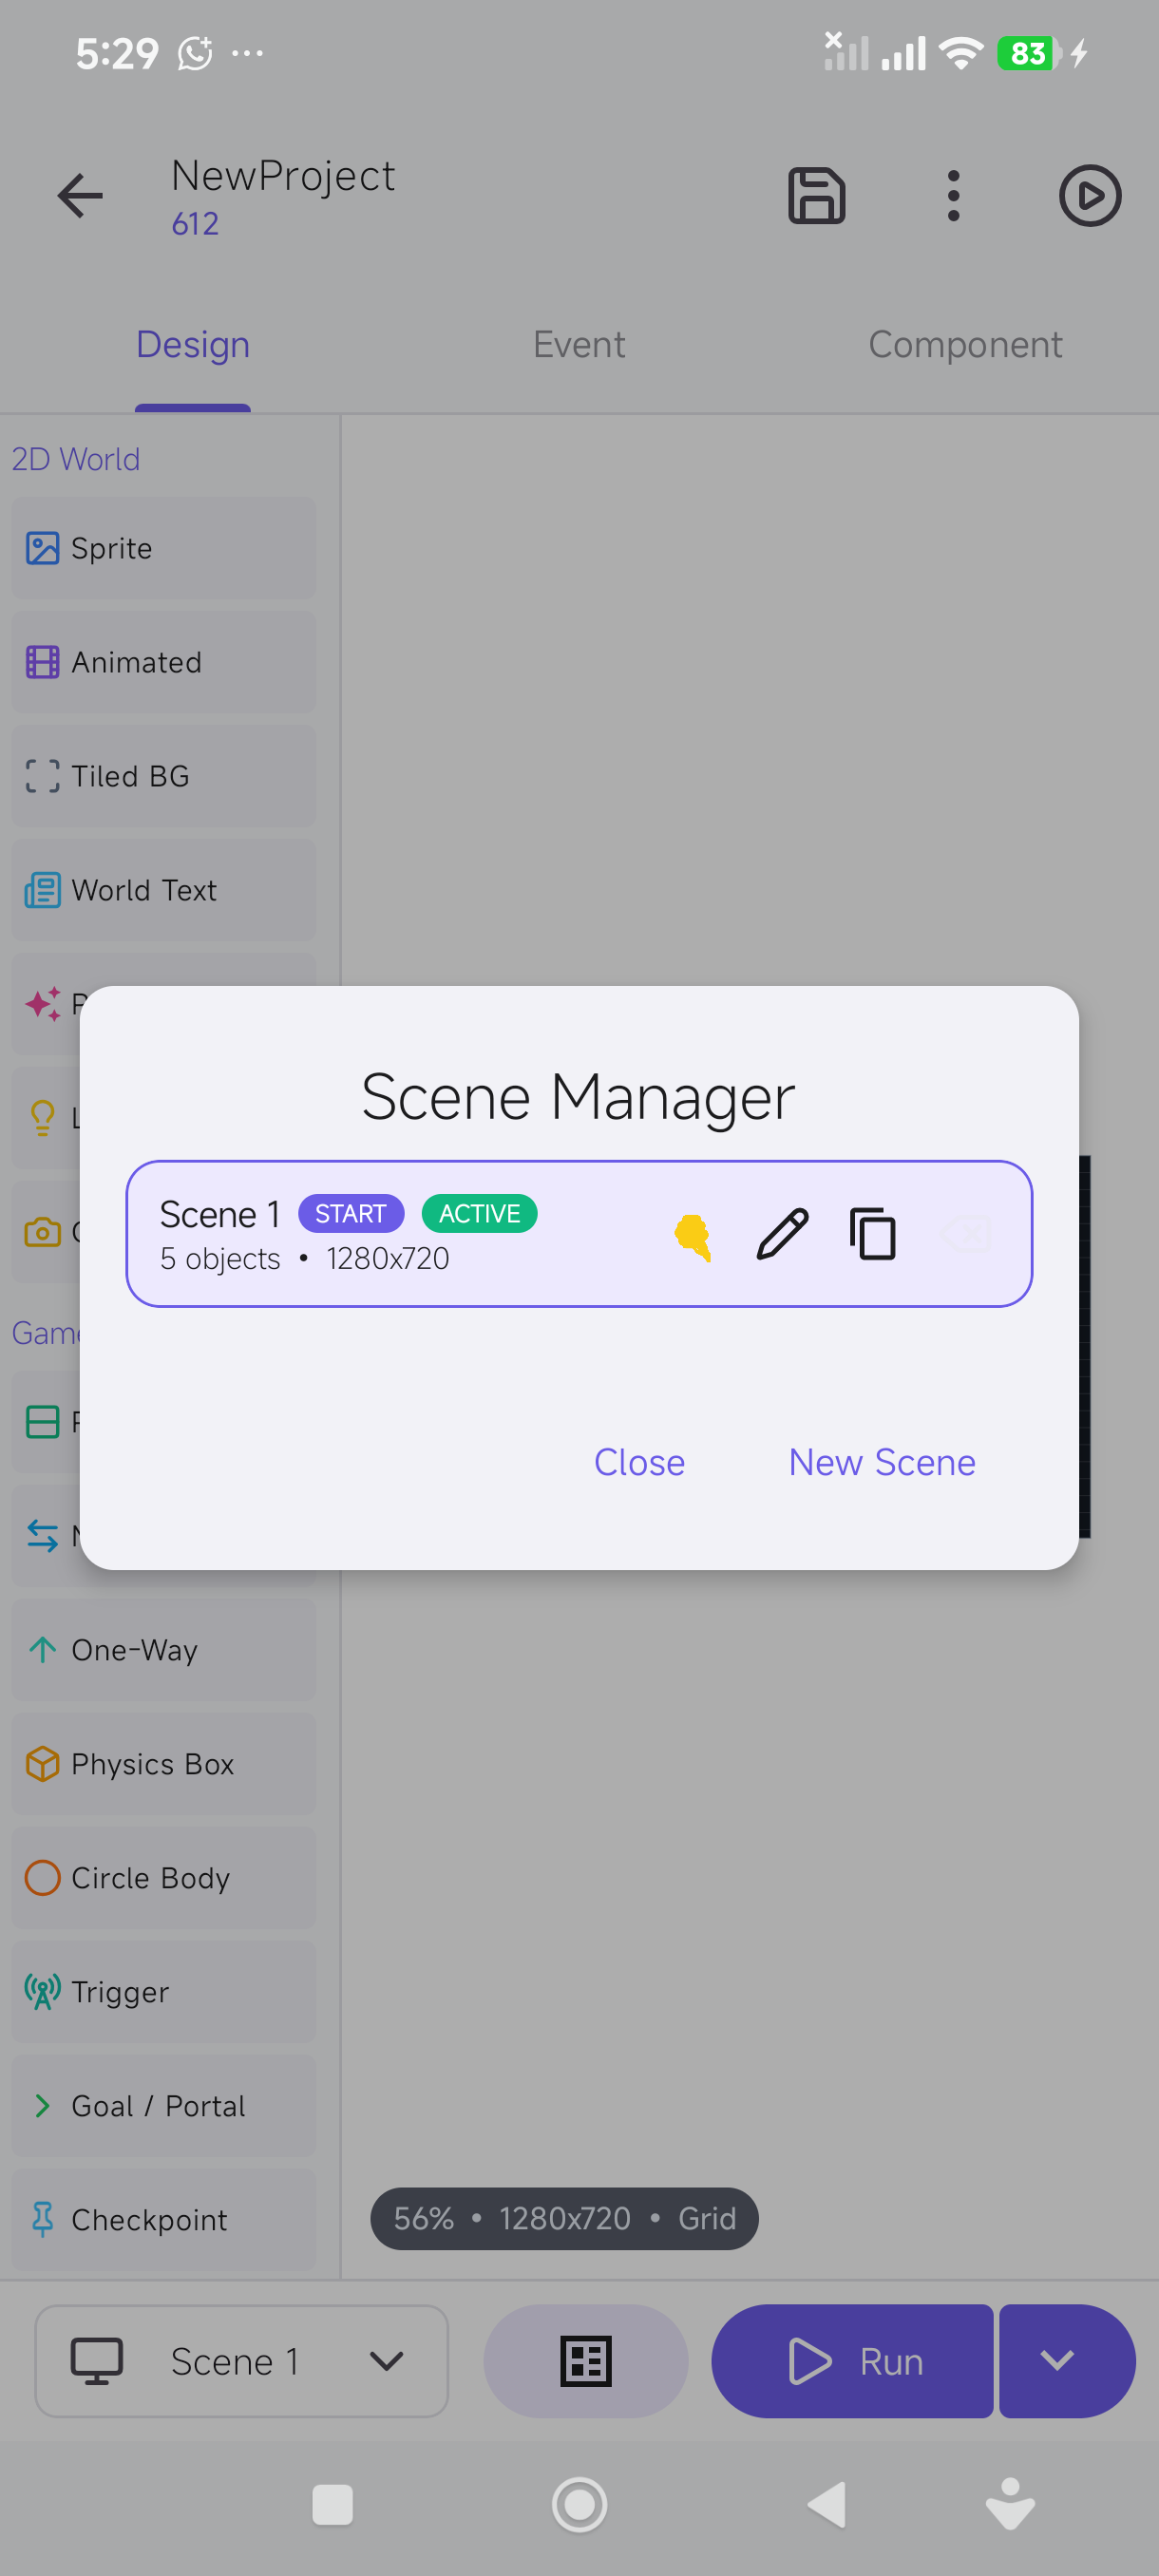 5:29
83
NewProject
612
Design
Event
Component
2D World
Sprite
Animated
Tiled BG
World Text
Scene Manager
Scene 1 START ACTIVE
5 objects • 1280x720
Close
New Scene
One-Way
Physics Box
Circle Body
Trigger
Goal / Portal
Checkpoint
56% • 1280x720 • Grid
Scene 1
Run